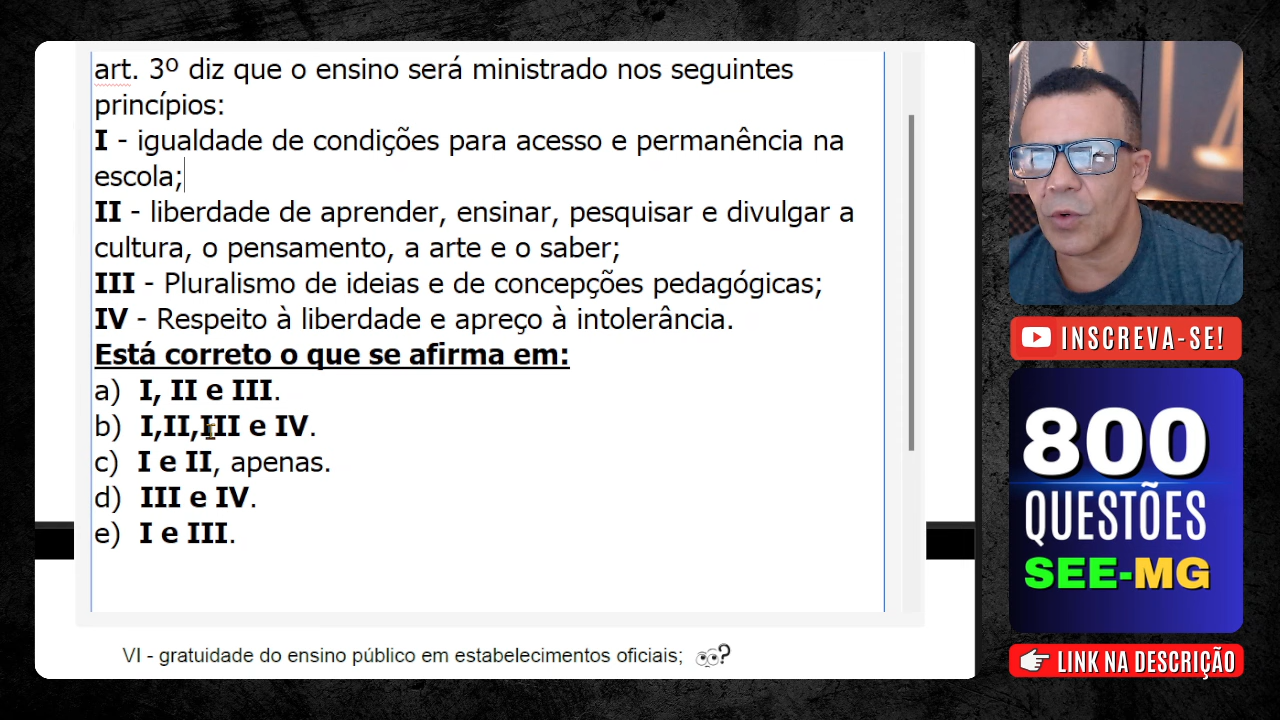 art. 3º diz que o ensino será ministrado nos seguintes
princípios:
I - igualdade de condições para acesso e permanência na
escola;
II - liberdade de aprender, ensinar, pesquisar e divulgar a
cultura, o pensamento, a arte e o saber;
III - Pluralismo de ideias e de concepções pedagógicas;
IV - Respeito à liberdade e apreço à intolerância.
Está correto o que se afirma em:
a) I, II e III.
b) I,II,III e IV.
c) I e II, apenas.
d) III e IV.
e) I e III.
VI - gratuidade do ensino público em estabelecimentos oficiais; ?
INSCREVA-SE!
800
QUESTÕES
SEE-MG
LINK NA DESCRIÇÃO